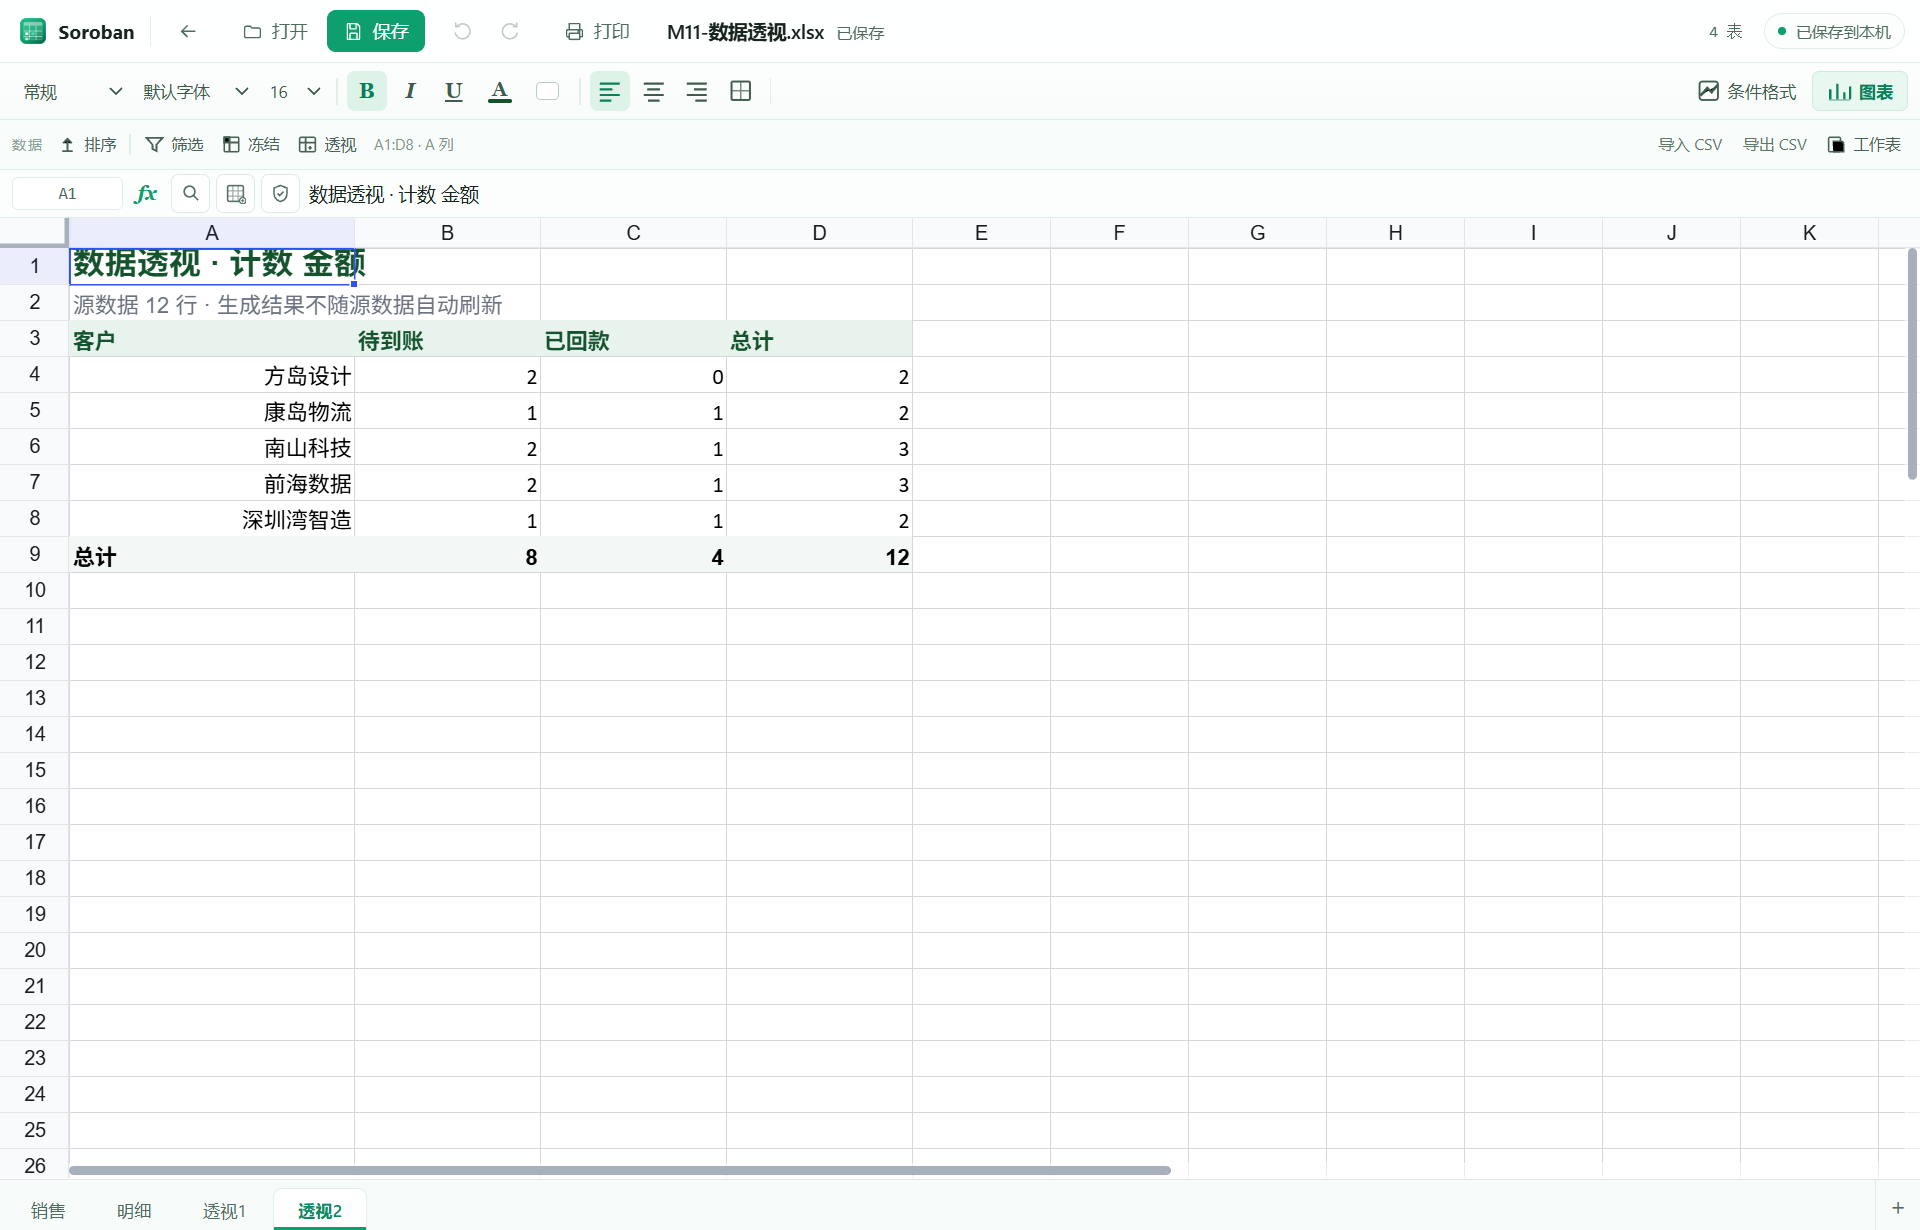 Soroban 打开 保存 打印 M11-数据透视.xlsx 已保存 4 表 已保存到本机
常规 默认字体 16 B I U A 条件格式 图表
数据 排序 筛选 冻结 透视 A1:D8 · A 列 导入 CSV 导出 CSV 工作表
A1 fx 数据透视 · 计数 金额
A B C D E F G H I J K
1 数据透视 · 计数 金额
2 源数据 12 行 · 生成结果不随源数据自动刷新
3 客户 待到账 已回款 总计
4 方岛设计 2 0 2
5 康岛物流 1 1 2
6 南山科技 2 1 3
7 前海数据 2 1 3
8 深圳湾智造 1 1 2
9 总计 8 4 12
10
11
12
13
14
15
16
17
18
19
20
21
22
23
24
25
26
销售 明细 透视1 透视2 +